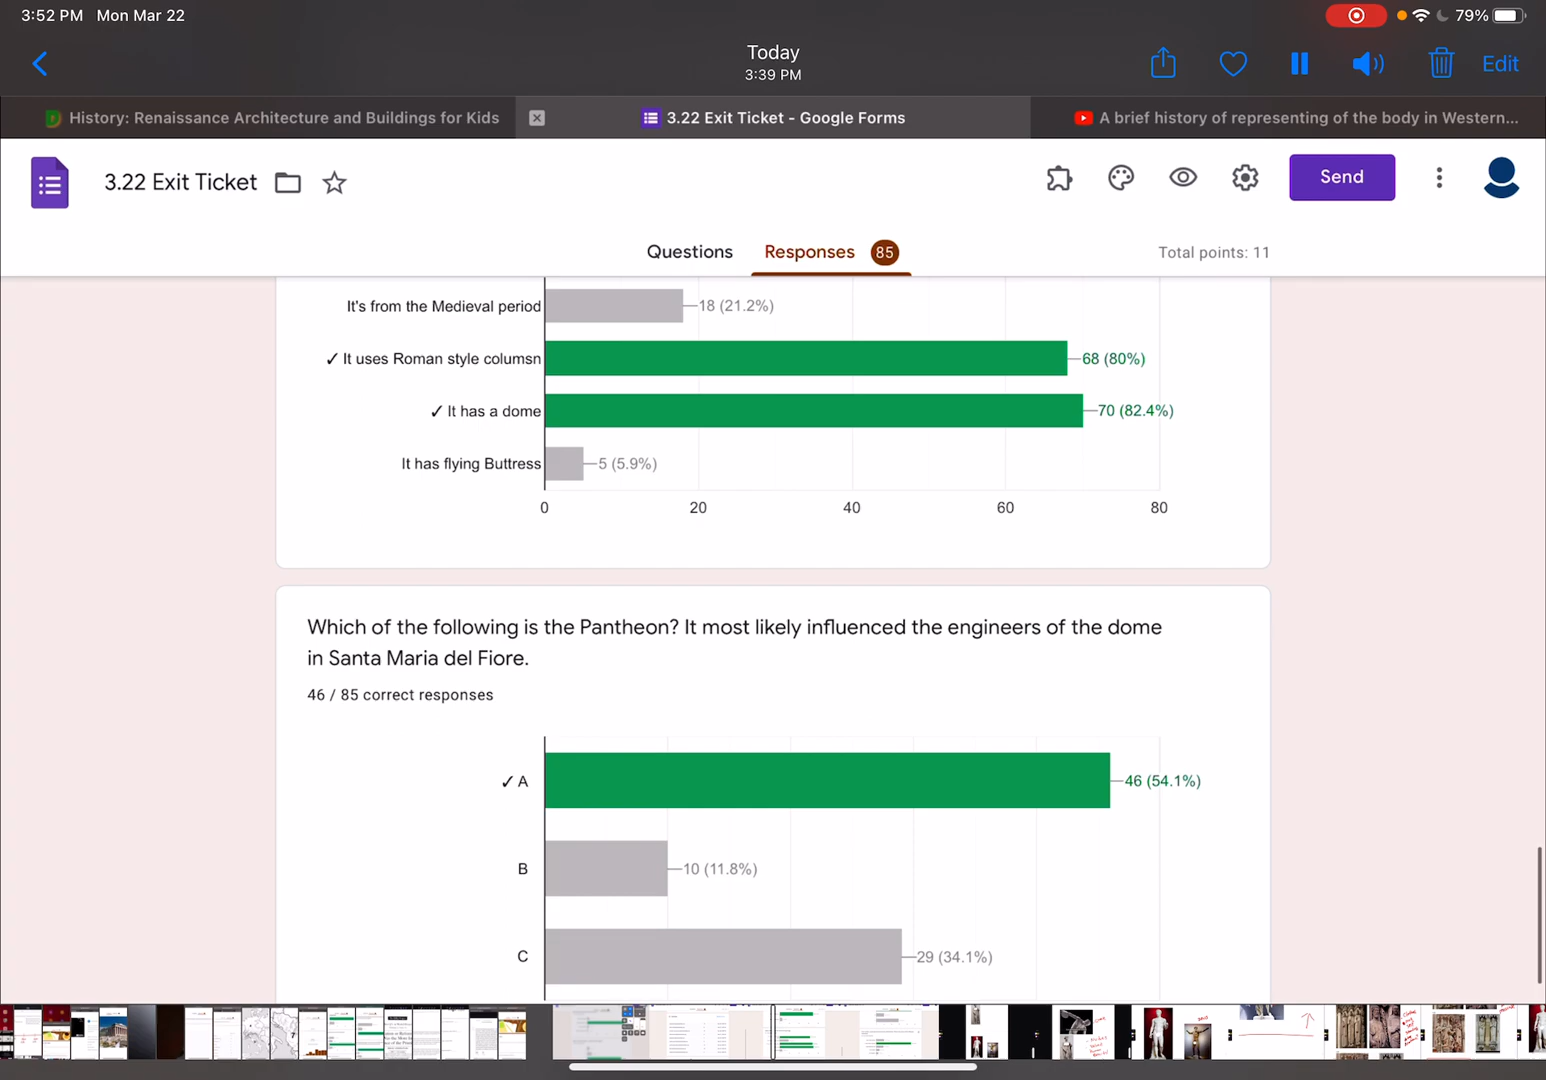 3:52 PM Mon Mar 22
79%
Today
3:39 PM
Edit
History: Renaissance Architecture and Buildings for Kids
3.22 Exit Ticket - Google Forms
A brief history of representing of the body in Western...
3.22 Exit Ticket
Send
Questions
Responses 85
Total points: 11
It's from the Medieval period
18 (21.2%)
✓ It uses Roman style columsn
68 (80%)
✓ It has a dome
70 (82.4%)
It has flying Buttress
5 (5.9%)
0 20 40 60 80
Which of the following is the Pantheon? It most likely influenced the engineers of the dome
in Santa Maria del Fiore.
46 / 85 correct responses
✓ A
46 (54.1%)
B
10 (11.8%)
C
29 (34.1%)